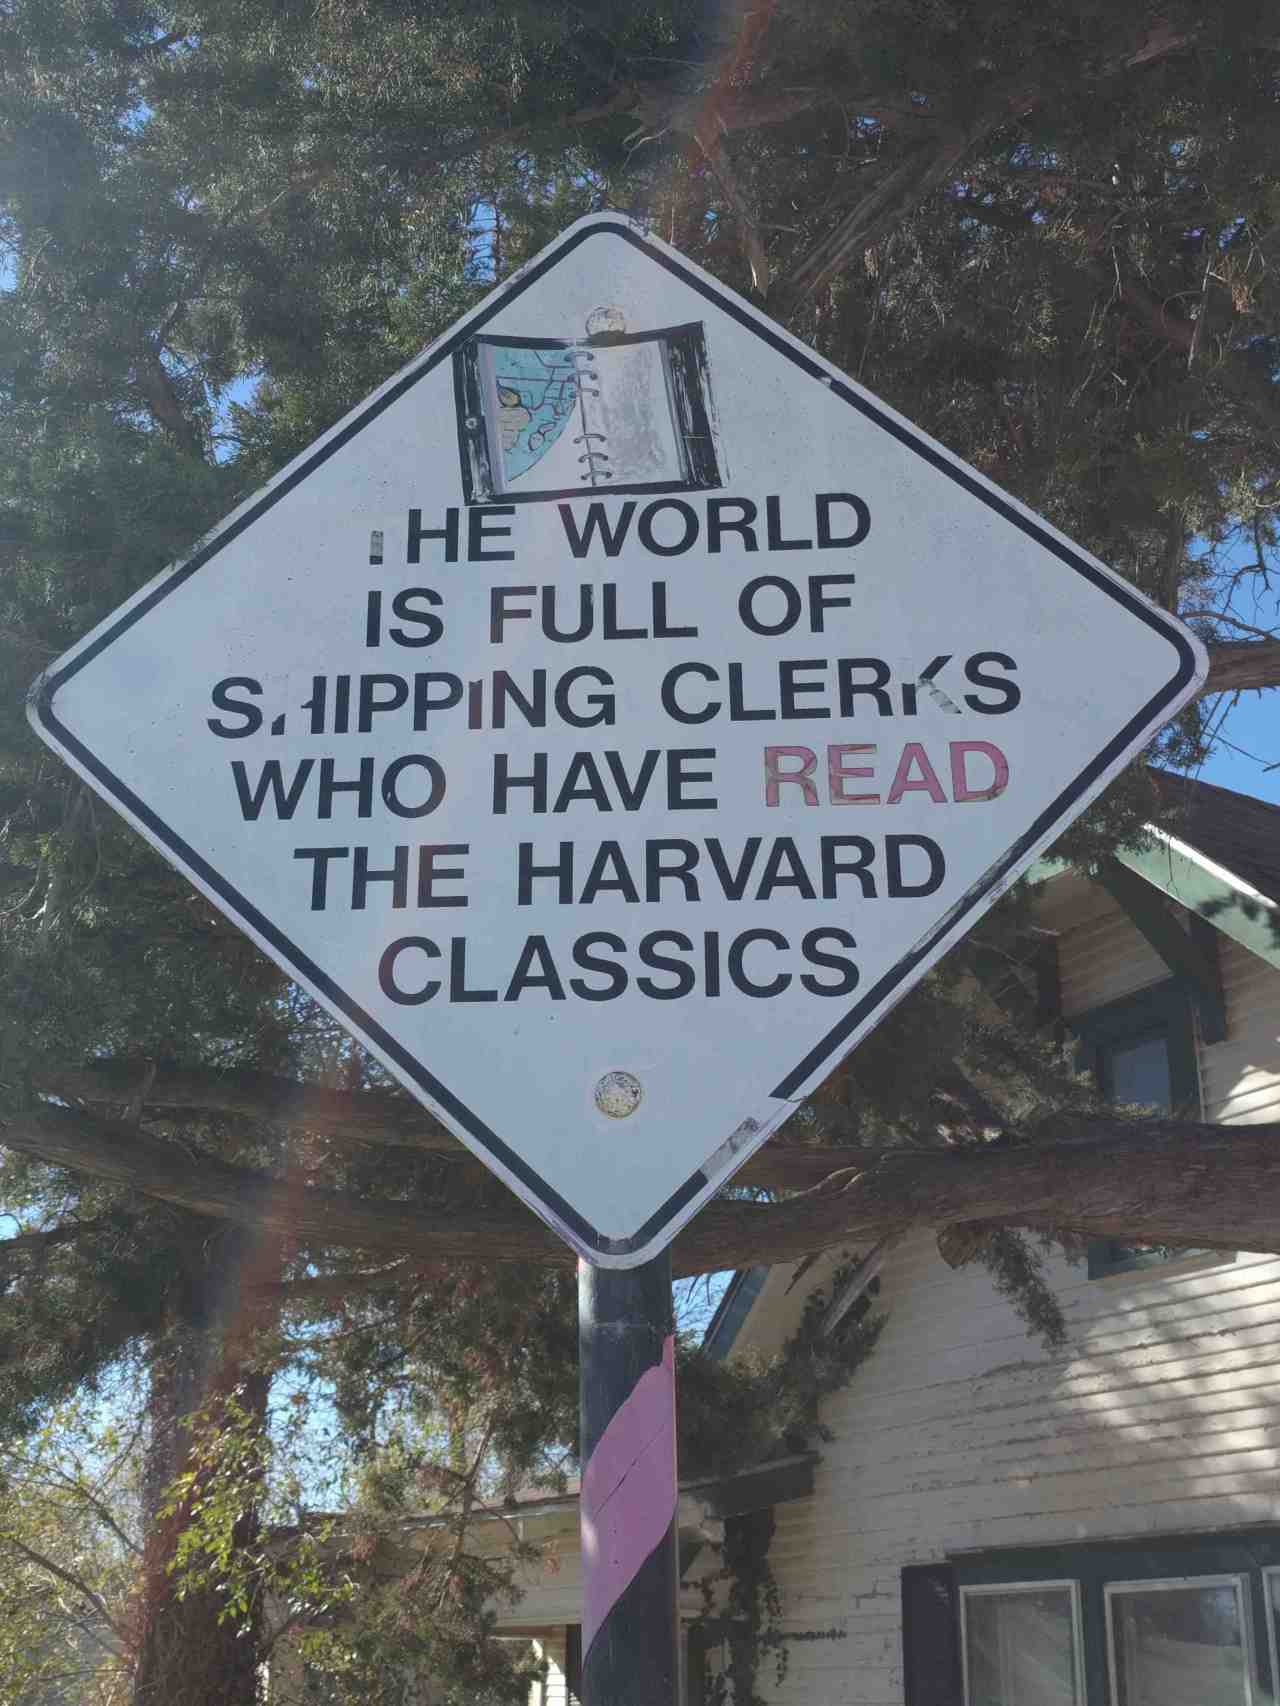 THE WORLD
IS FULL OF
SHIPPING CLERKS
WHO HAVE READ
THE HARVARD
CLASSICS